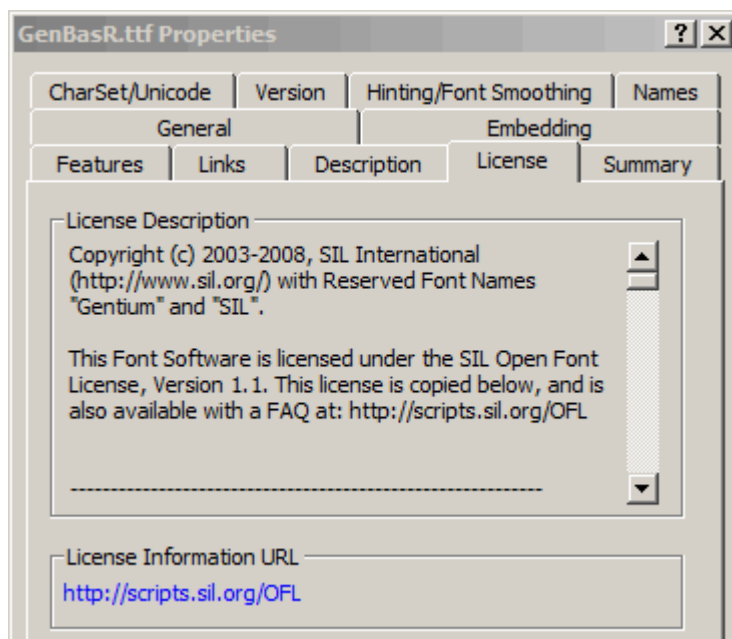 GenBasR.ttf Properties
CharSet/Unicode Version Hinting/Font Smoothing Names
General Embedding
Features Links Description License Summary
License Description
Copyright (c) 2003-2008, SIL International
(http://www.sil.org/) with Reserved Font Names
"Gentium" and "SIL".
This Font Software is licensed under the SIL Open Font
License, Version 1.1. This license is copied below, and is
also available with a FAQ at: http://scripts.sil.org/OFL
-----------------------------------------------------------
License Information URL
http://scripts.sil.org/OFL